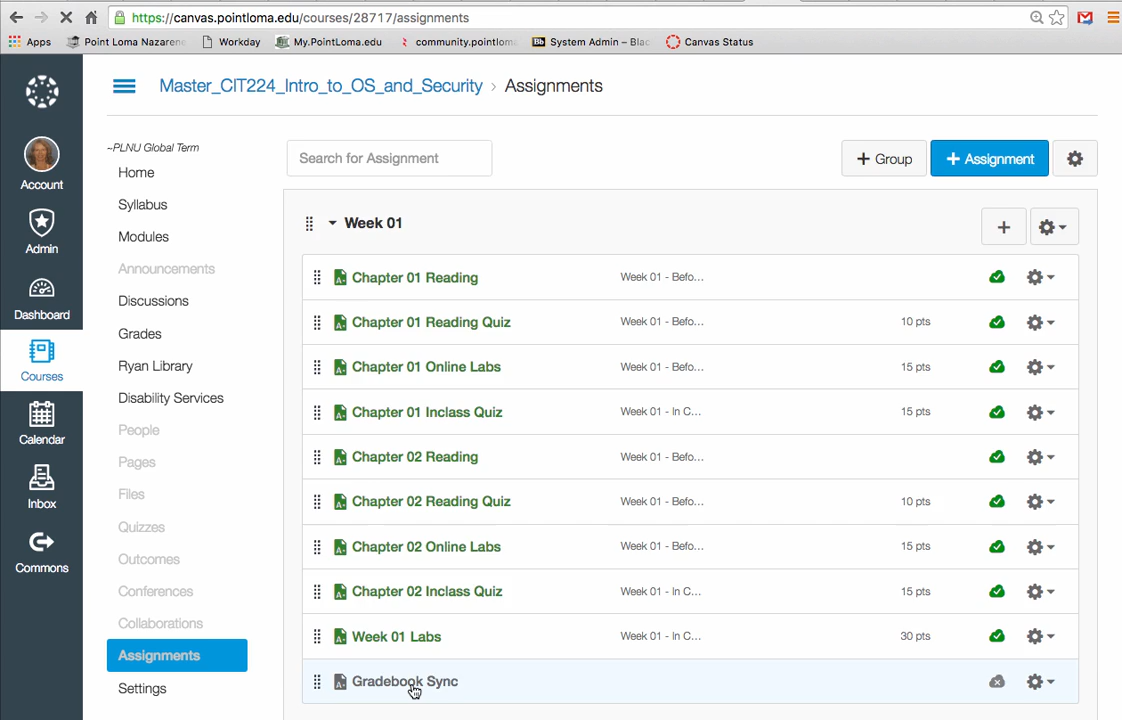 https://canvas.pointloma.edu/courses/28717/assignments
Apps Point Loma Nazarene Workday My.PointLoma.edu community.pointlom System Admin – Blac Canvas Status
Master_CIT224_Intro_to_OS_and_Security › Assignments
Account
Admin
Dashboard
Courses
Calendar
Inbox
Commons
~PLNU Global Term
Home
Syllabus
Modules
Announcements
Discussions
Grades
Ryan Library
Disability Services
People
Pages
Files
Quizzes
Outcomes
Conferences
Collaborations
Assignments
Settings
Search for Assignment + Group + Assignment
Week 01
Chapter 01 Reading Week 01 - Befo...
Chapter 01 Reading Quiz Week 01 - Befo... 10 pts
Chapter 01 Online Labs Week 01 - Befo... 15 pts
Chapter 01 Inclass Quiz Week 01 - In C... 15 pts
Chapter 02 Reading Week 01 - Befo...
Chapter 02 Reading Quiz Week 01 - Befo... 10 pts
Chapter 02 Online Labs Week 01 - Befo... 15 pts
Chapter 02 Inclass Quiz Week 01 - In C... 15 pts
Week 01 Labs Week 01 - In C... 30 pts
Gradebook Sync